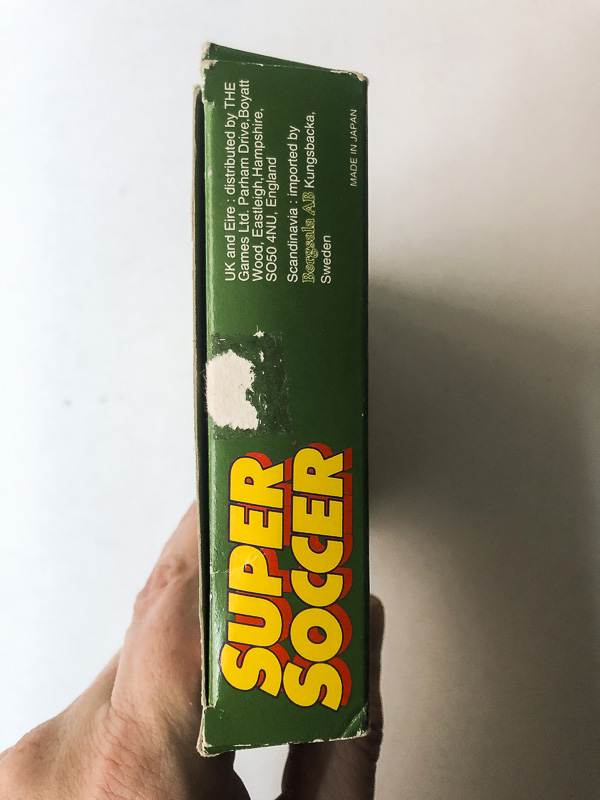 UK and Eire : distributed by THE
Games Ltd. Parham Drive,Boyatt
Wood, Eastleigh,Hampshire,
SO50 4NU, England
Scandinavia : imported by
Bergsala AB Kungsbacka,
Sweden
MADE IN JAPAN
SUPER
SOCCER